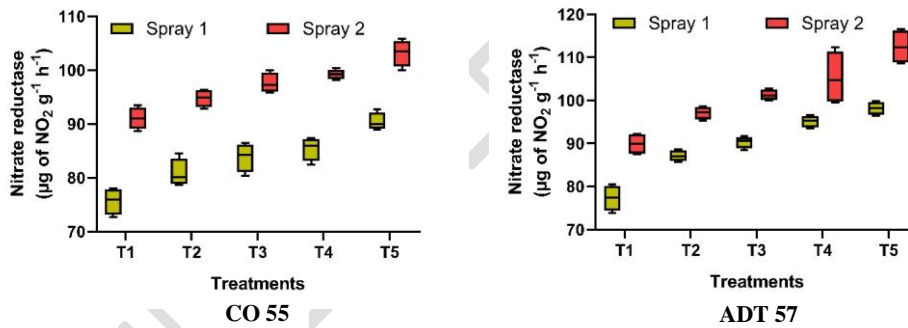 Spray 1 Spray 2
Nitrate reductase
(µg of NO₂ g⁻¹ h⁻¹)
110
100
90
80
70
T1 T2 T3 T4 T5
Treatments
CO 55
Spray 1 Spray 2
Nitrate reductase
(µg of NO₂ g⁻¹ h⁻¹)
120
110
100
90
80
70
T1 T2 T3 T4 T5
Treatments
ADT 57